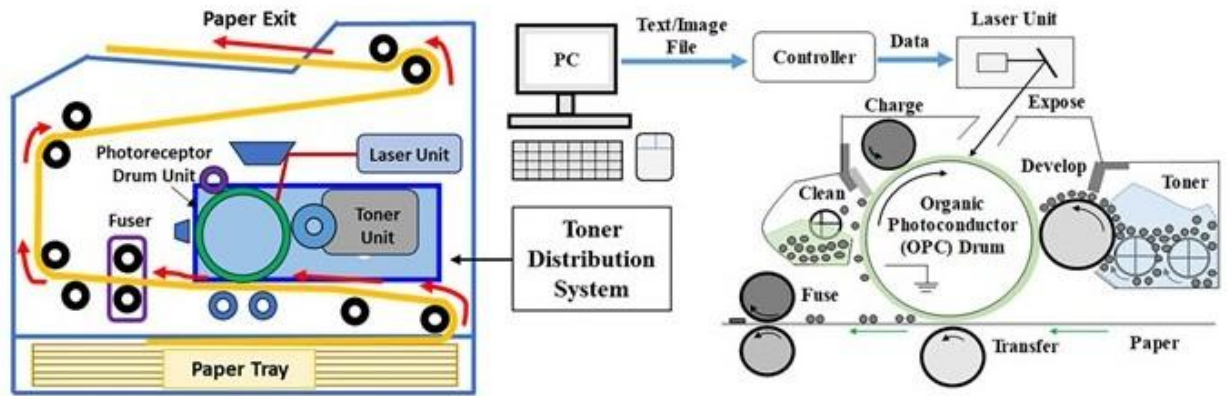 Paper Exit
Photoreceptor
Drum Unit
Laser Unit
Fuser
Toner
Unit
Paper Tray
PC
Text/Image
File
Controller
Data
Laser Unit
Toner
Distribution
System
Charge
Expose
Develop
Clean
Toner
Organic
Photoconductor
(OPC) Drum
Fuse
Transfer
Paper